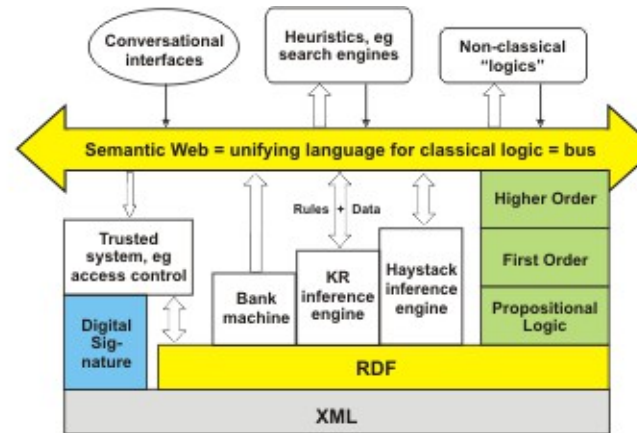 Conversational
interfaces
Heuristics, eg
search engines
Non-classical
“logics”
Semantic Web = unifying language for classical logic = bus
Rules + Data
Higher Order
Trusted
system, eg
access control
First Order
Bank
machine
KR
inference
engine
Haystack
inference
engine
Digital
Sig-
nature
Propositional
Logic
RDF
XML